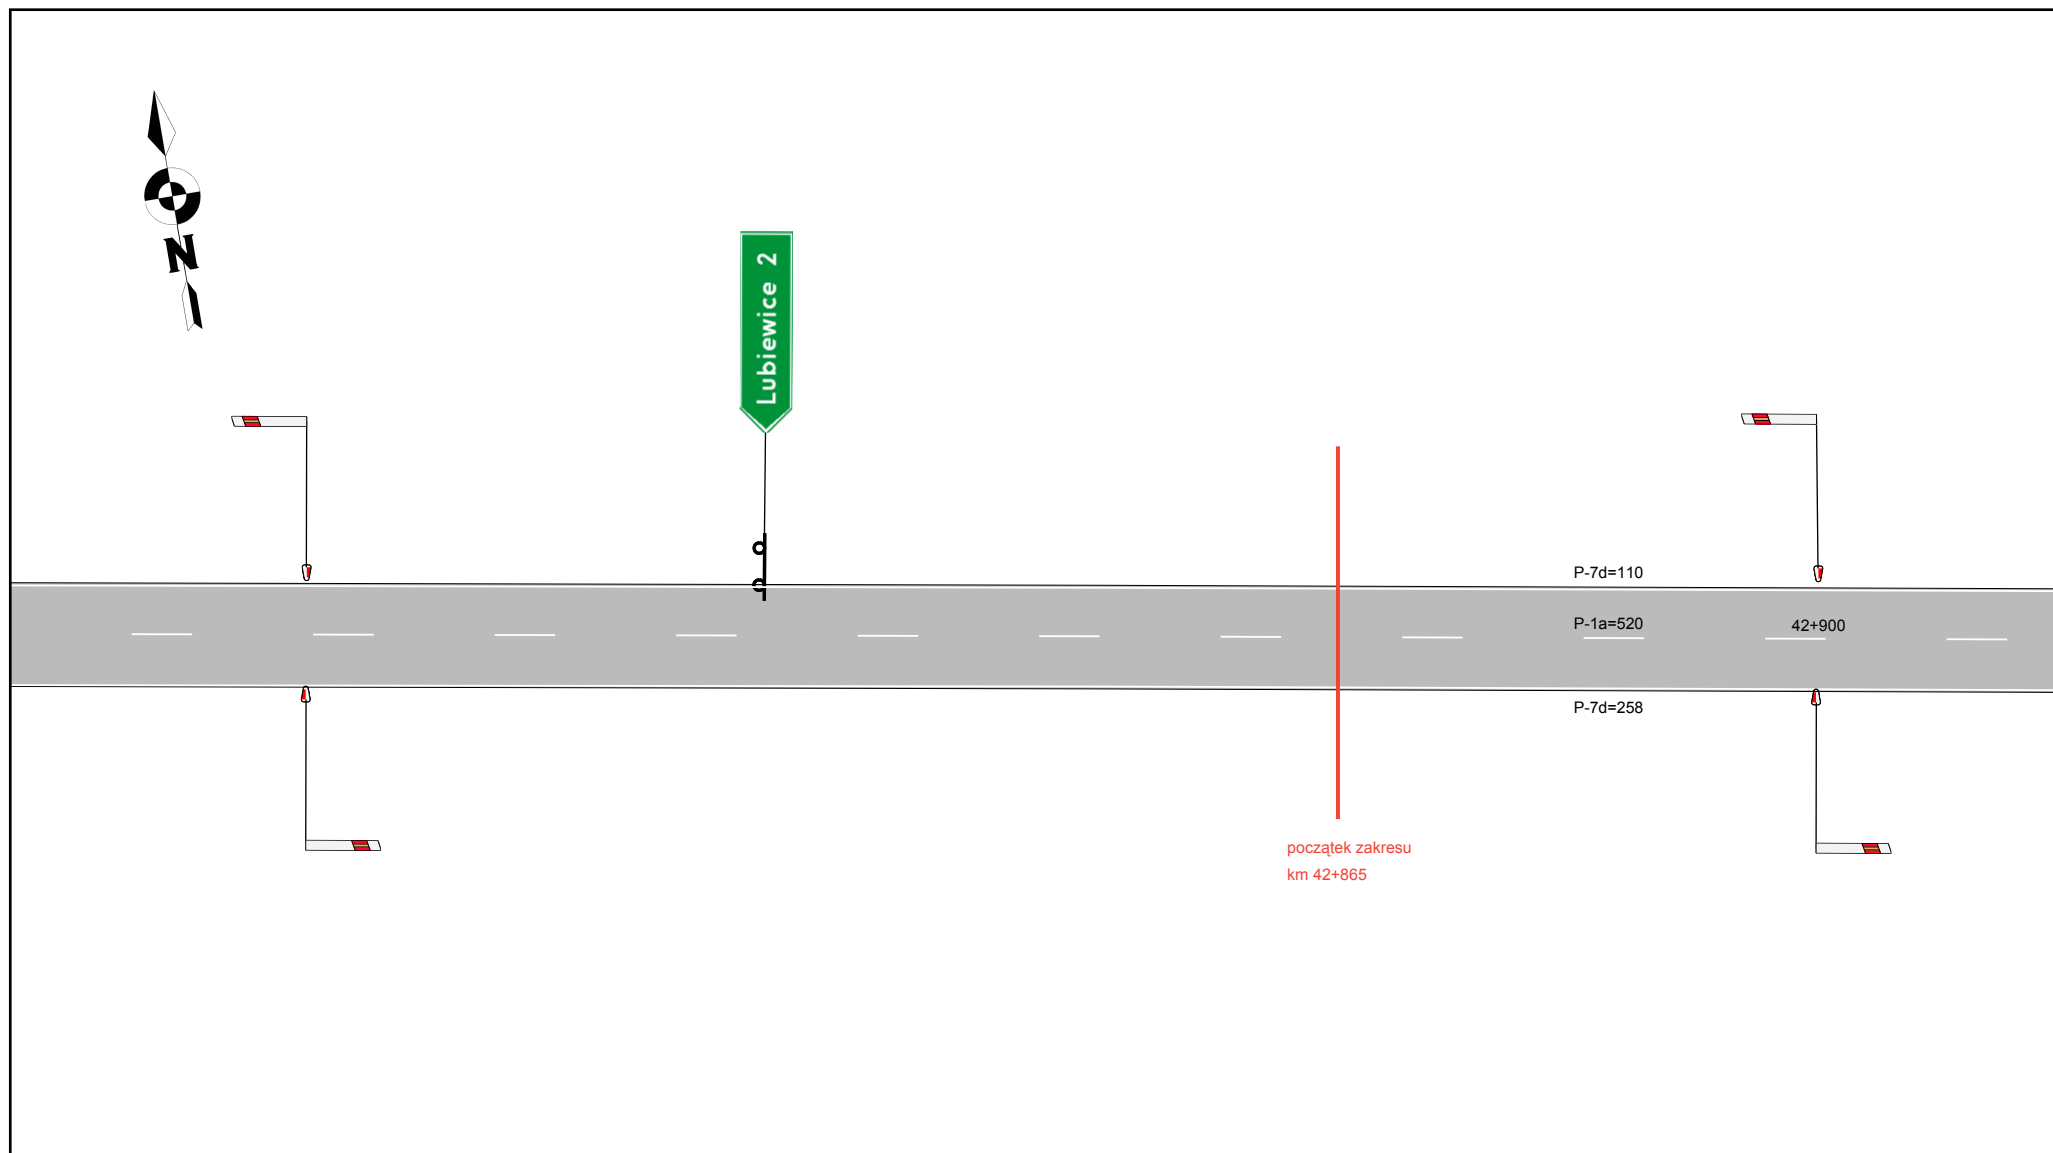 N
Lubiewice 2
P-7d=110
P-1a=520
42+900
P-7d=258
początek zakresu
km 42+865